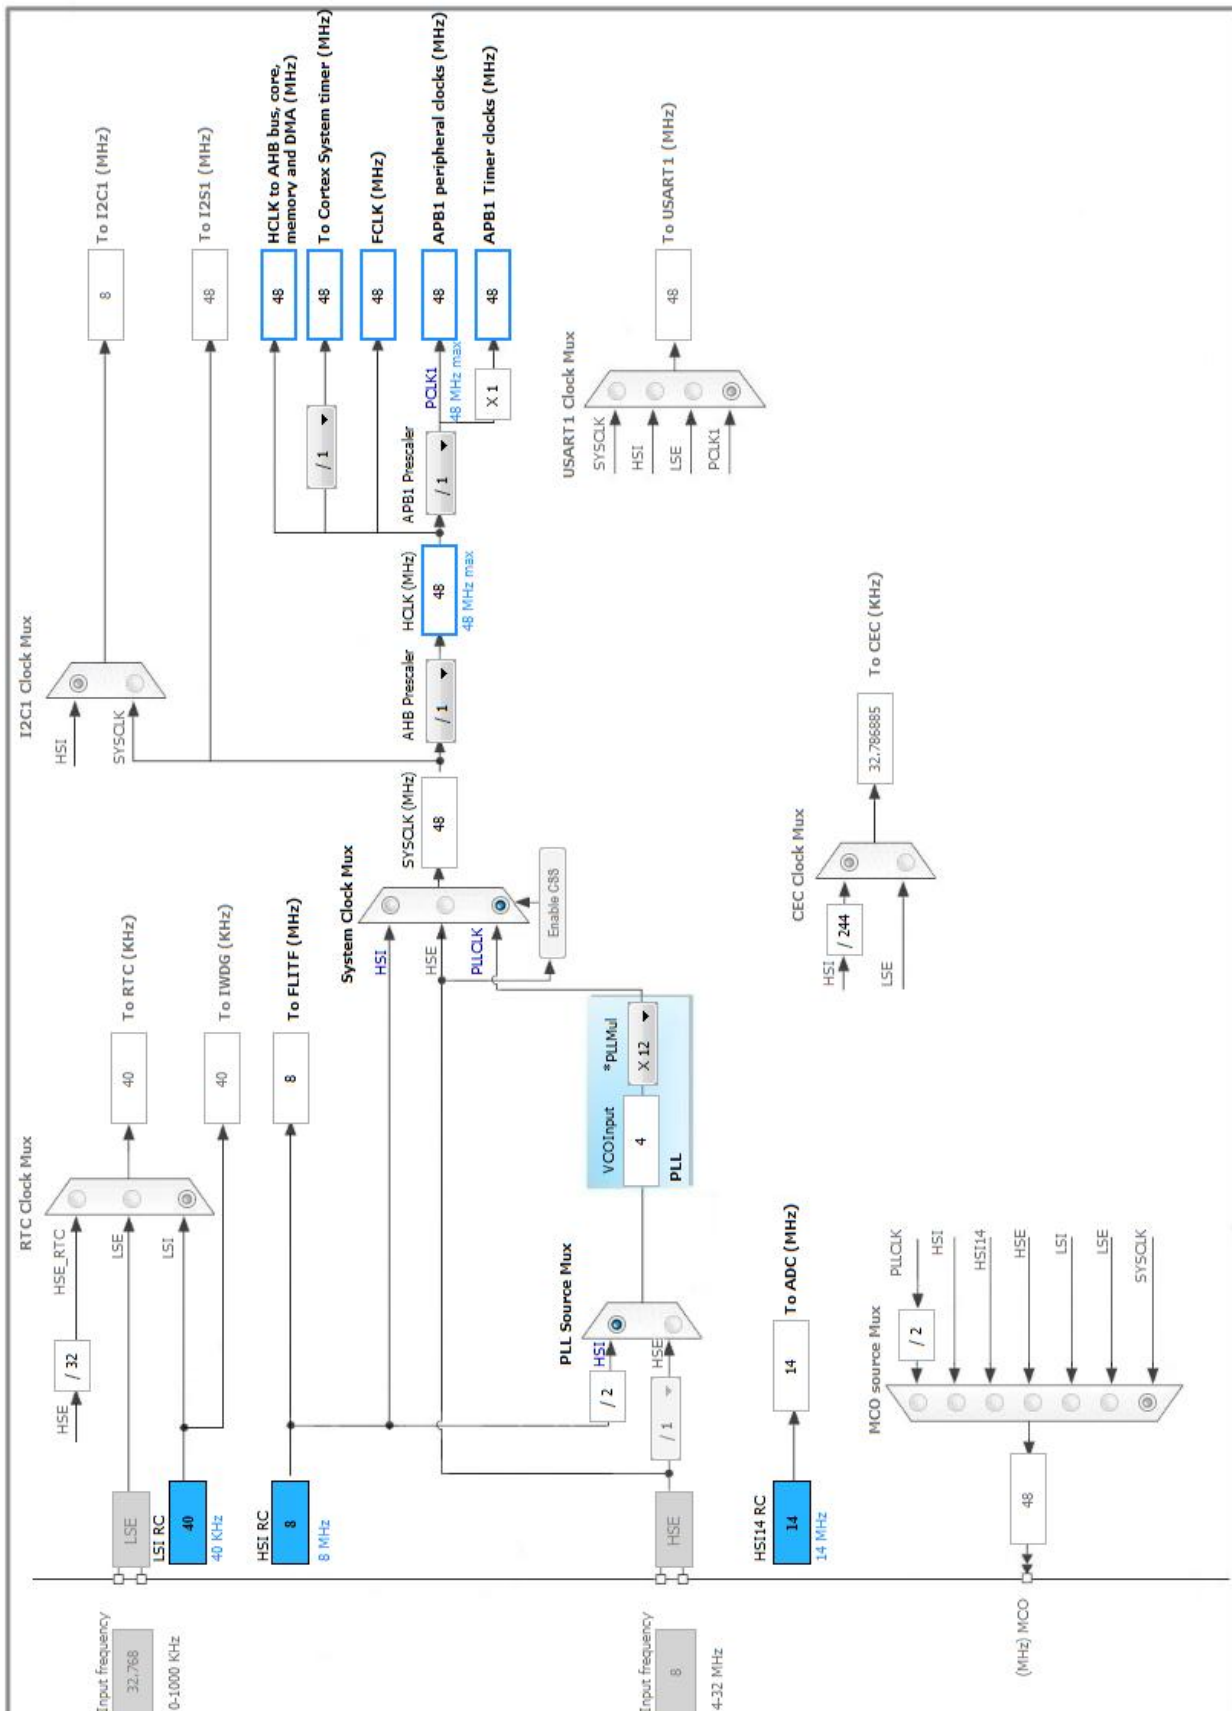 Input frequency
32.768
0-1000 KHz
LSE
LSI RC
40
40 KHz
HSI RC
8
8 MHz
HSE
/ 32
HSE_RTC
LSE
LSI
RTC Clock Mux
40
To RTC (KHz)
40
To IWDG (KHz)
8
To FLITF (MHz)
I2C1 Clock Mux
HSI
SYSCLK
8
To I2C1 (MHz)
48
To I2S1 (MHz)
System Clock Mux
HSI
HSE
PLLCLK
Enable CSS
SYSCLK (MHz)
48
AHB Prescaler
/ 1
HCLK (MHz)
48
48 MHz max
APB1 Prescaler
/ 1
/ 1
PCLK1
48 MHz max
X 1
48
HCLK to AHB bus, core,
memory and DMA (MHz)
48
To Cortex System timer (MHz)
48
FCLK (MHz)
48
APB1 peripheral clocks (MHz)
48
APB1 Timer clocks (MHz)
Input frequency
8
4-32 MHz
HSE
/ 2
/ 1
HSI
HSE
PLL Source Mux
VCOInput
4
*PLLMul
X 12
PLL
HSI14 RC
14
14 MHz
14
To ADC (MHz)
USART1 Clock Mux
SYSCLK
HSI
LSE
PCLK1
48
To USART1 (MHz)
CEC Clock Mux
HSI
/ 244
LSE
32.786885
To CEC (KHz)
MCO source Mux
/ 2
PLLCLK
HSI
HSI14
HSE
LSI
LSE
SYSCLK
48
(MHz) MCO